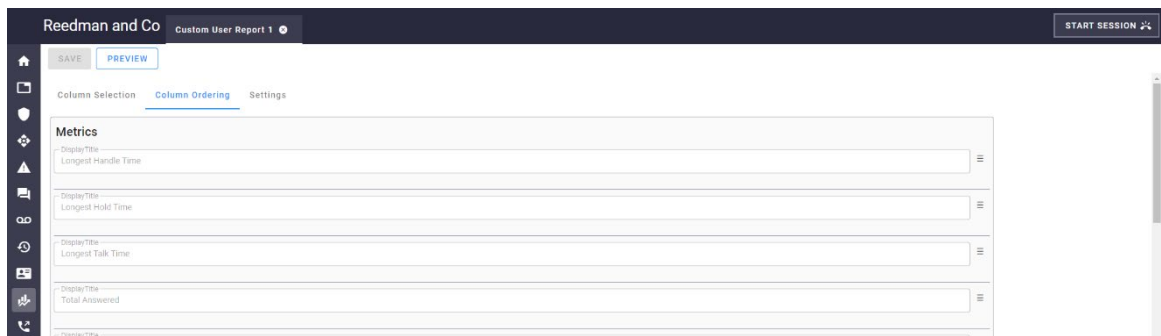 Reedman and Co Custom User Report 1 START SESSION
SAVE PREVIEW
Column Selection Column Ordering Settings
Metrics
DisplayTitle
Longest Handle Time
DisplayTitle
Longest Hold Time
DisplayTitle
Longest Talk Time
DisplayTitle
Total Answered
DisplayTitle